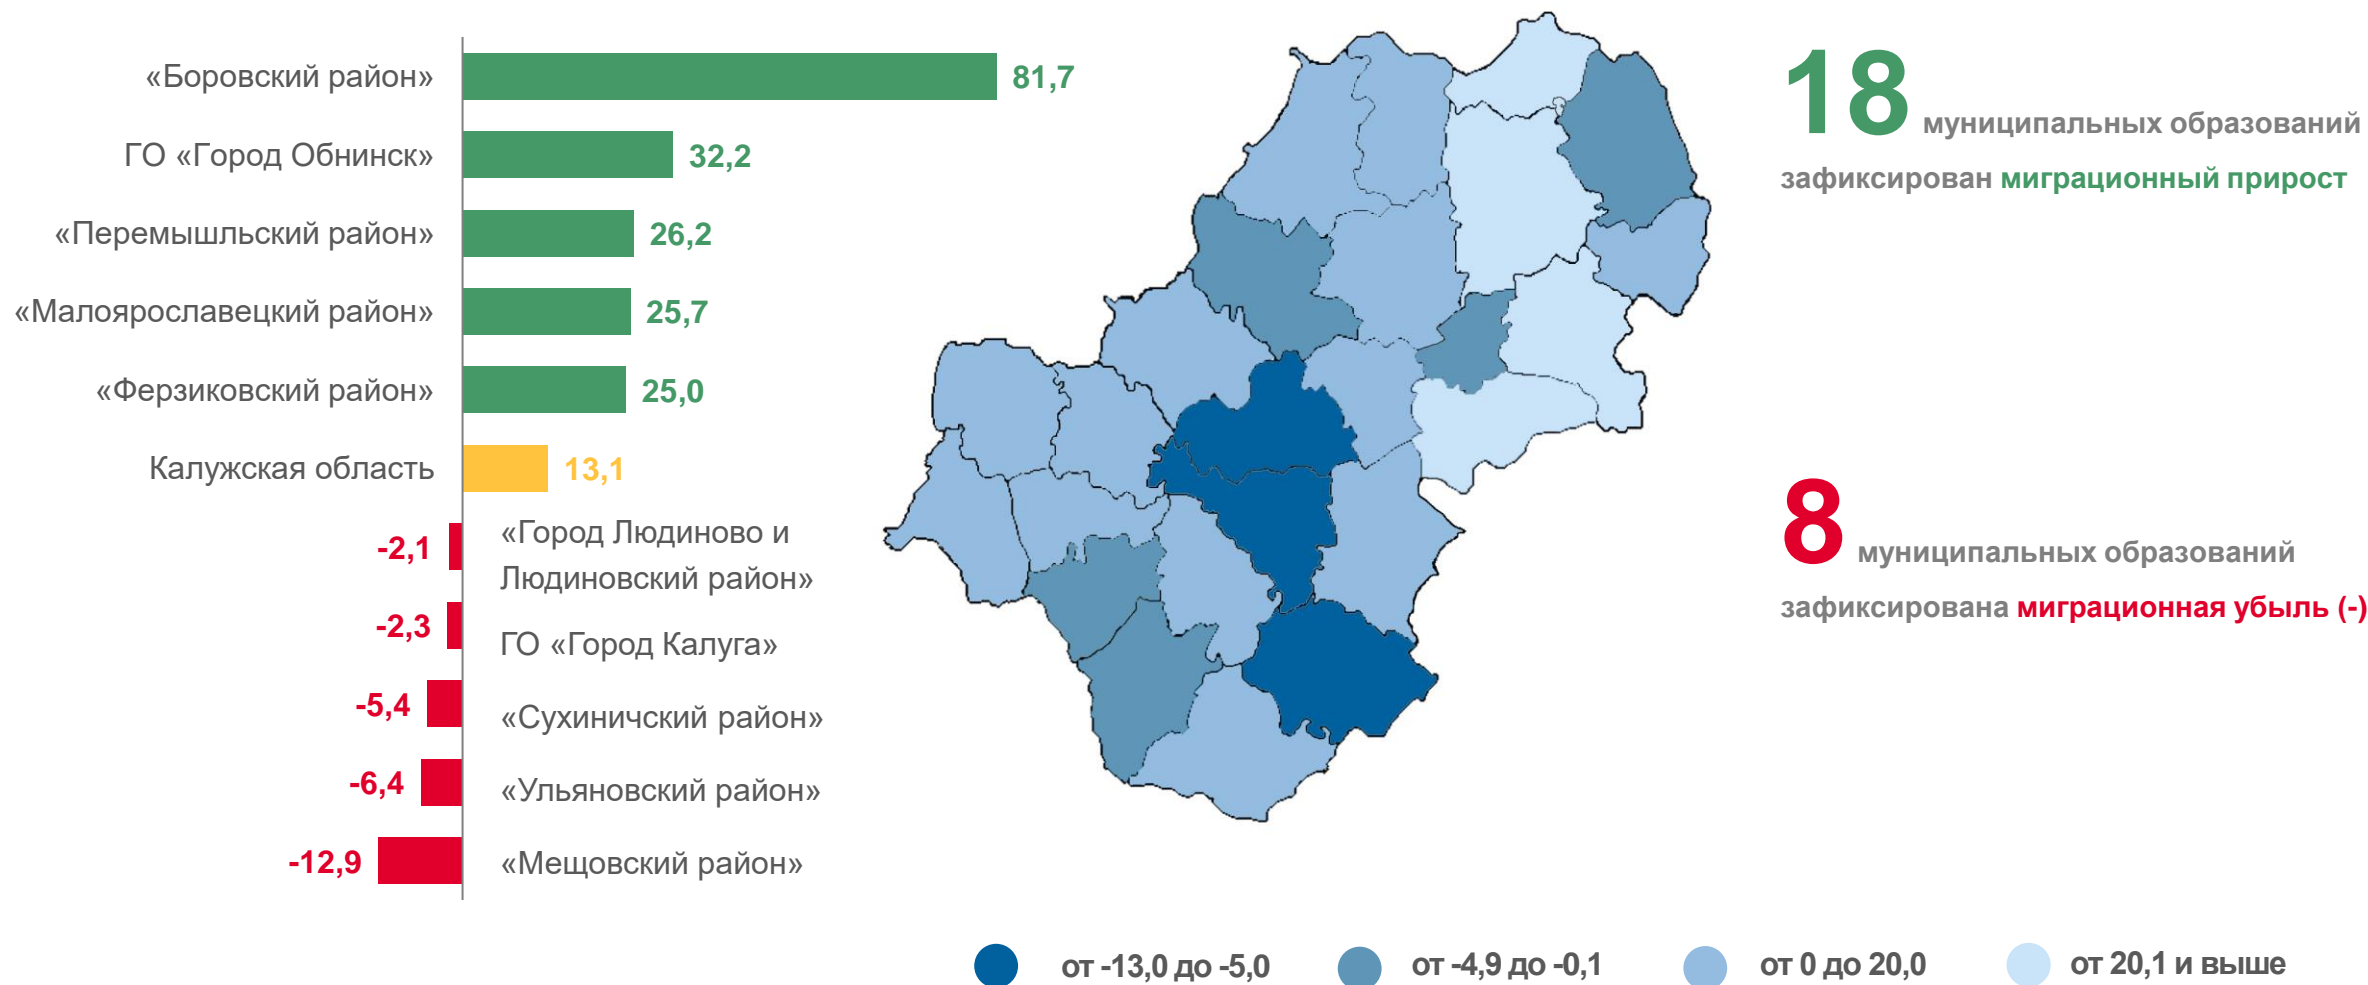 «Боровский район»
81,7
ГО «Город Обнинск»
32,2
«Перемышльский район»
26,2
«Малоярославецкий район»
25,7
«Ферзиковский район»
25,0
Калужская область
13,1
-2,1
«Город Людиново и
Людиновский район»
-2,3
ГО «Город Калуга»
-5,4
«Сухиничский район»
-6,4
«Ульяновский район»
-12,9
«Мещовский район»
18 муниципальных образований
зафиксирован миграционный прирост
8 муниципальных образований
зафиксирована миграционная убыль (-)
от -13,0 до -5,0
от -4,9 до -0,1
от 0 до 20,0
от 20,1 и выше